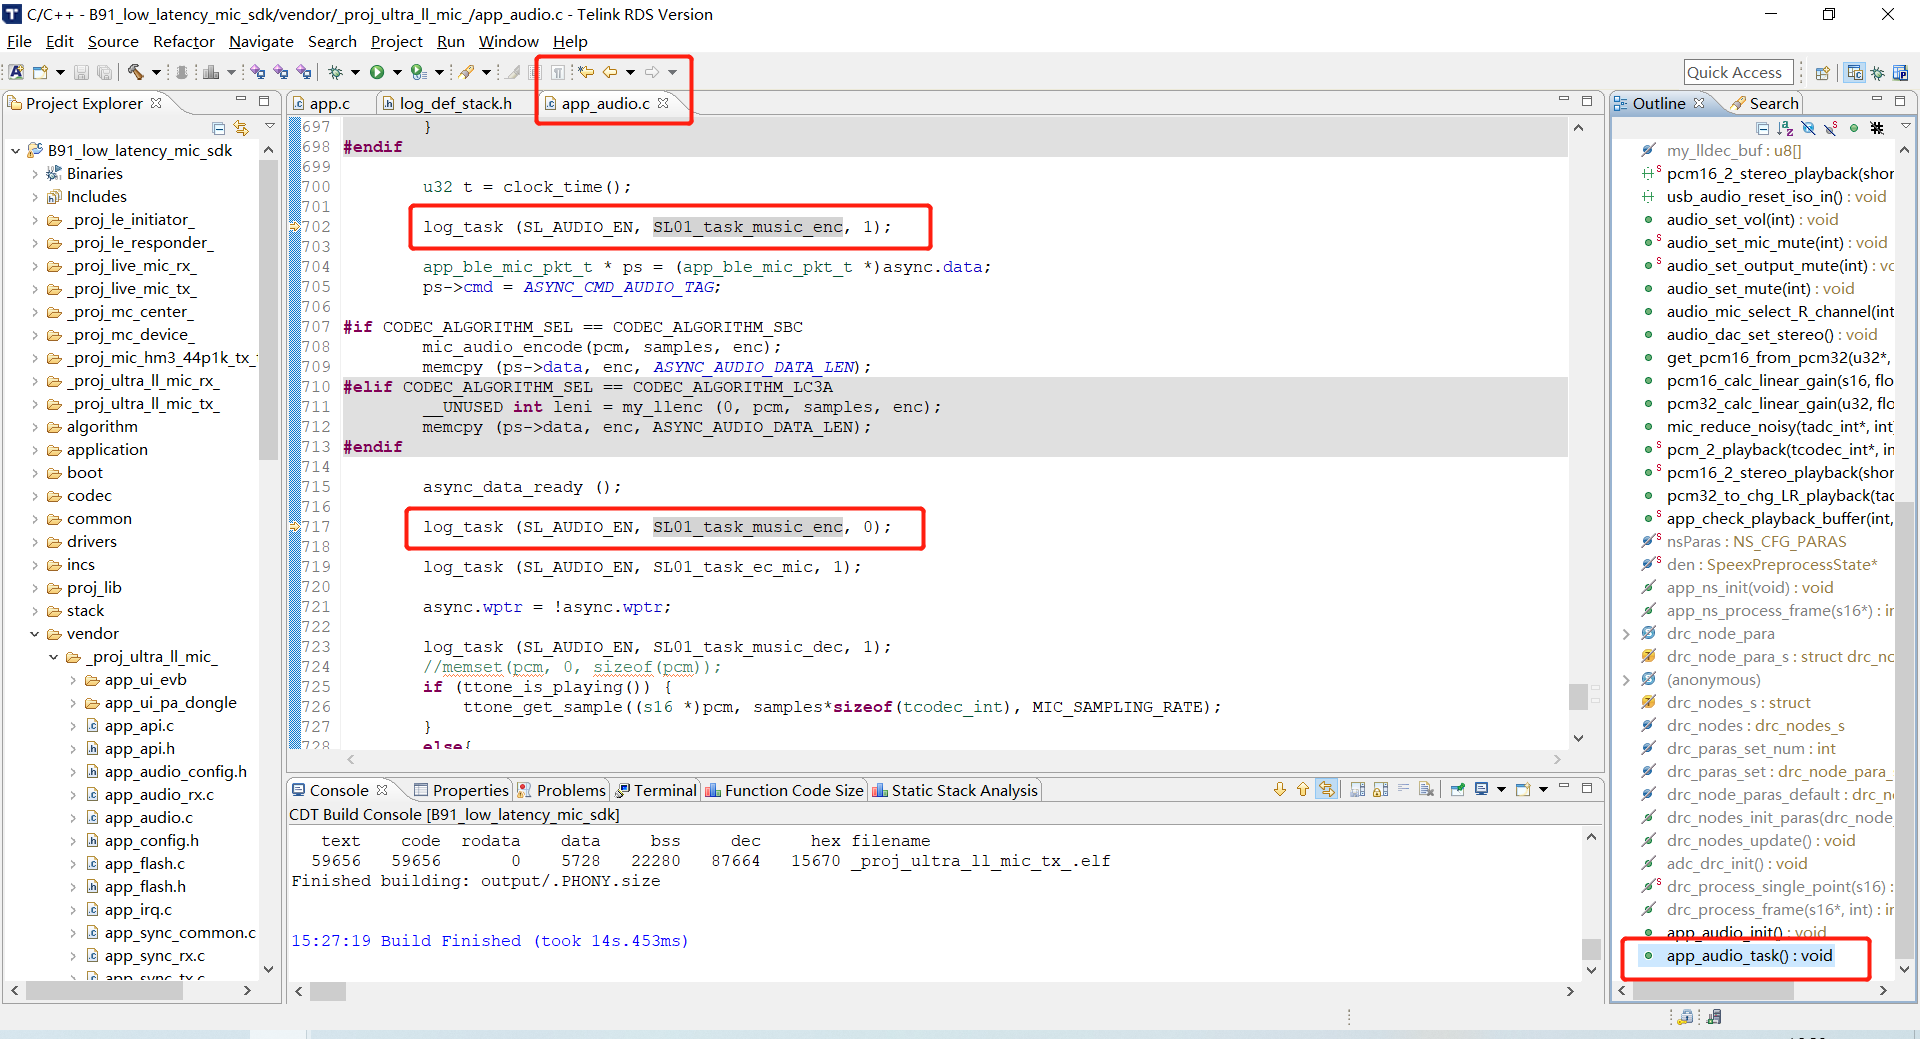 C/C++ - B91_low_latency_mic_sdk/vendor/_proj_ultra_ll_mic_/app_audio.c - Telink RDS Version
File Edit Source Refactor Navigate Search Project Run Window Help
Quick Access
Project Explorer
B91_low_latency_mic_sdk
Binaries
Includes
_proj_le_initiator_
_proj_le_responder_
_proj_live_mic_rx_
_proj_live_mic_tx_
_proj_mc_center_
_proj_mc_device_
_proj_mic_hm3_44p1k_tx_
_proj_ultra_ll_mic_rx_
_proj_ultra_ll_mic_tx_
algorithm
application
boot
codec
common
drivers
incs
proj_lib
stack
vendor
_proj_ultra_ll_mic_
app_ui_evb
app_ui_pa_dongle
app_api.c
app_api.h
app_audio_config.h
app_audio_rx.c
app_audio.c
app_config.h
app_flash.c
app_flash.h
app_irq.c
app_sync_common.c
app_sync_rx.c
app_sync_tx.c
app.c log_def_stack.h app_audio.c
697 }
698 #endif
699
700 u32 t = clock_time();
701
702 log_task (SL_AUDIO_EN, SL01_task_music_enc, 1);
703
704 app_ble_mic_pkt_t * ps = (app_ble_mic_pkt_t *)async.data;
705 ps->cmd = ASYNC_CMD_AUDIO_TAG;
706
707 #if CODEC_ALGORITHM_SEL == CODEC_ALGORITHM_SBC
708 mic_audio_encode(pcm, samples, enc);
709 memcpy (ps->data, enc, ASYNC_AUDIO_DATA_LEN);
710 #elif CODEC_ALGORITHM_SEL == CODEC_ALGORITHM_LC3A
711 __UNUSED int leni = my_llenc (0, pcm, samples, enc);
712 memcpy (ps->data, enc, ASYNC_AUDIO_DATA_LEN);
713 #endif
714
715 async_data_ready ();
716
717 log_task (SL_AUDIO_EN, SL01_task_music_enc, 0);
718
719 log_task (SL_AUDIO_EN, SL01_task_ec_mic, 1);
720
721 async.wptr = !async.wptr;
722
723 log_task (SL_AUDIO_EN, SL01_task_music_dec, 1);
724 //memset(pcm, 0, sizeof(pcm));
725 if (ttone_is_playing()) {
726 ttone_get_sample((s16 *)pcm, samples*sizeof(tcodec_int), MIC_SAMPLING_RATE);
727 }
728 else{
Console Properties Problems Terminal Function Code Size Static Stack Analysis
CDT Build Console [B91_low_latency_mic_sdk]
text code rodata data bss dec hex filename
59656 59656 0 5728 22280 87664 15670 _proj_ultra_ll_mic_tx_.elf
Finished building: output/.PHONY.size
15:27:19 Build Finished (took 14s.453ms)
Outline Search
my_lldec_buf : u8[]
pcm16_2_stereo_playback(shor
usb_audio_reset_iso_in() : void
audio_set_vol(int) : void
audio_set_mic_mute(int) : void
audio_set_output_mute(int) : vo
audio_set_mute(int) : void
audio_mic_select_R_channel(int
audio_dac_set_stereo() : void
get_pcm16_from_pcm32(u32*,
pcm16_calc_linear_gain(s16, flo
pcm32_calc_linear_gain(u32, flo
mic_reduce_noisy(tadc_int*, int
pcm_2_playback(tcodec_int*, in
pcm16_2_stereo_playback(shor
pcm32_to_chg_LR_playback(tad
app_check_playback_buffer(int,
nsParas : NS_CFG_PARAS
den : SpeexPreprocessState*
app_ns_init(void) : void
app_ns_process_frame(s16*) : in
drc_node_para
drc_node_para_s : struct drc_no
(anonymous)
drc_nodes_s : struct
drc_nodes : drc_nodes_s
drc_paras_set_num : int
drc_paras_set : drc_node_para_
drc_node_paras_default : drc_n
drc_nodes_init_paras(drc_node_
drc_nodes_update() : void
adc_drc_init() : void
drc_process_single_point(s16) :
drc_process_frame(s16*, int) : in
app_audio_init() : void
app_audio_task() : void